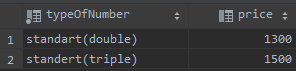 typeOfNumber price
1 standart(double) 1300
2 standert(triple) 1500